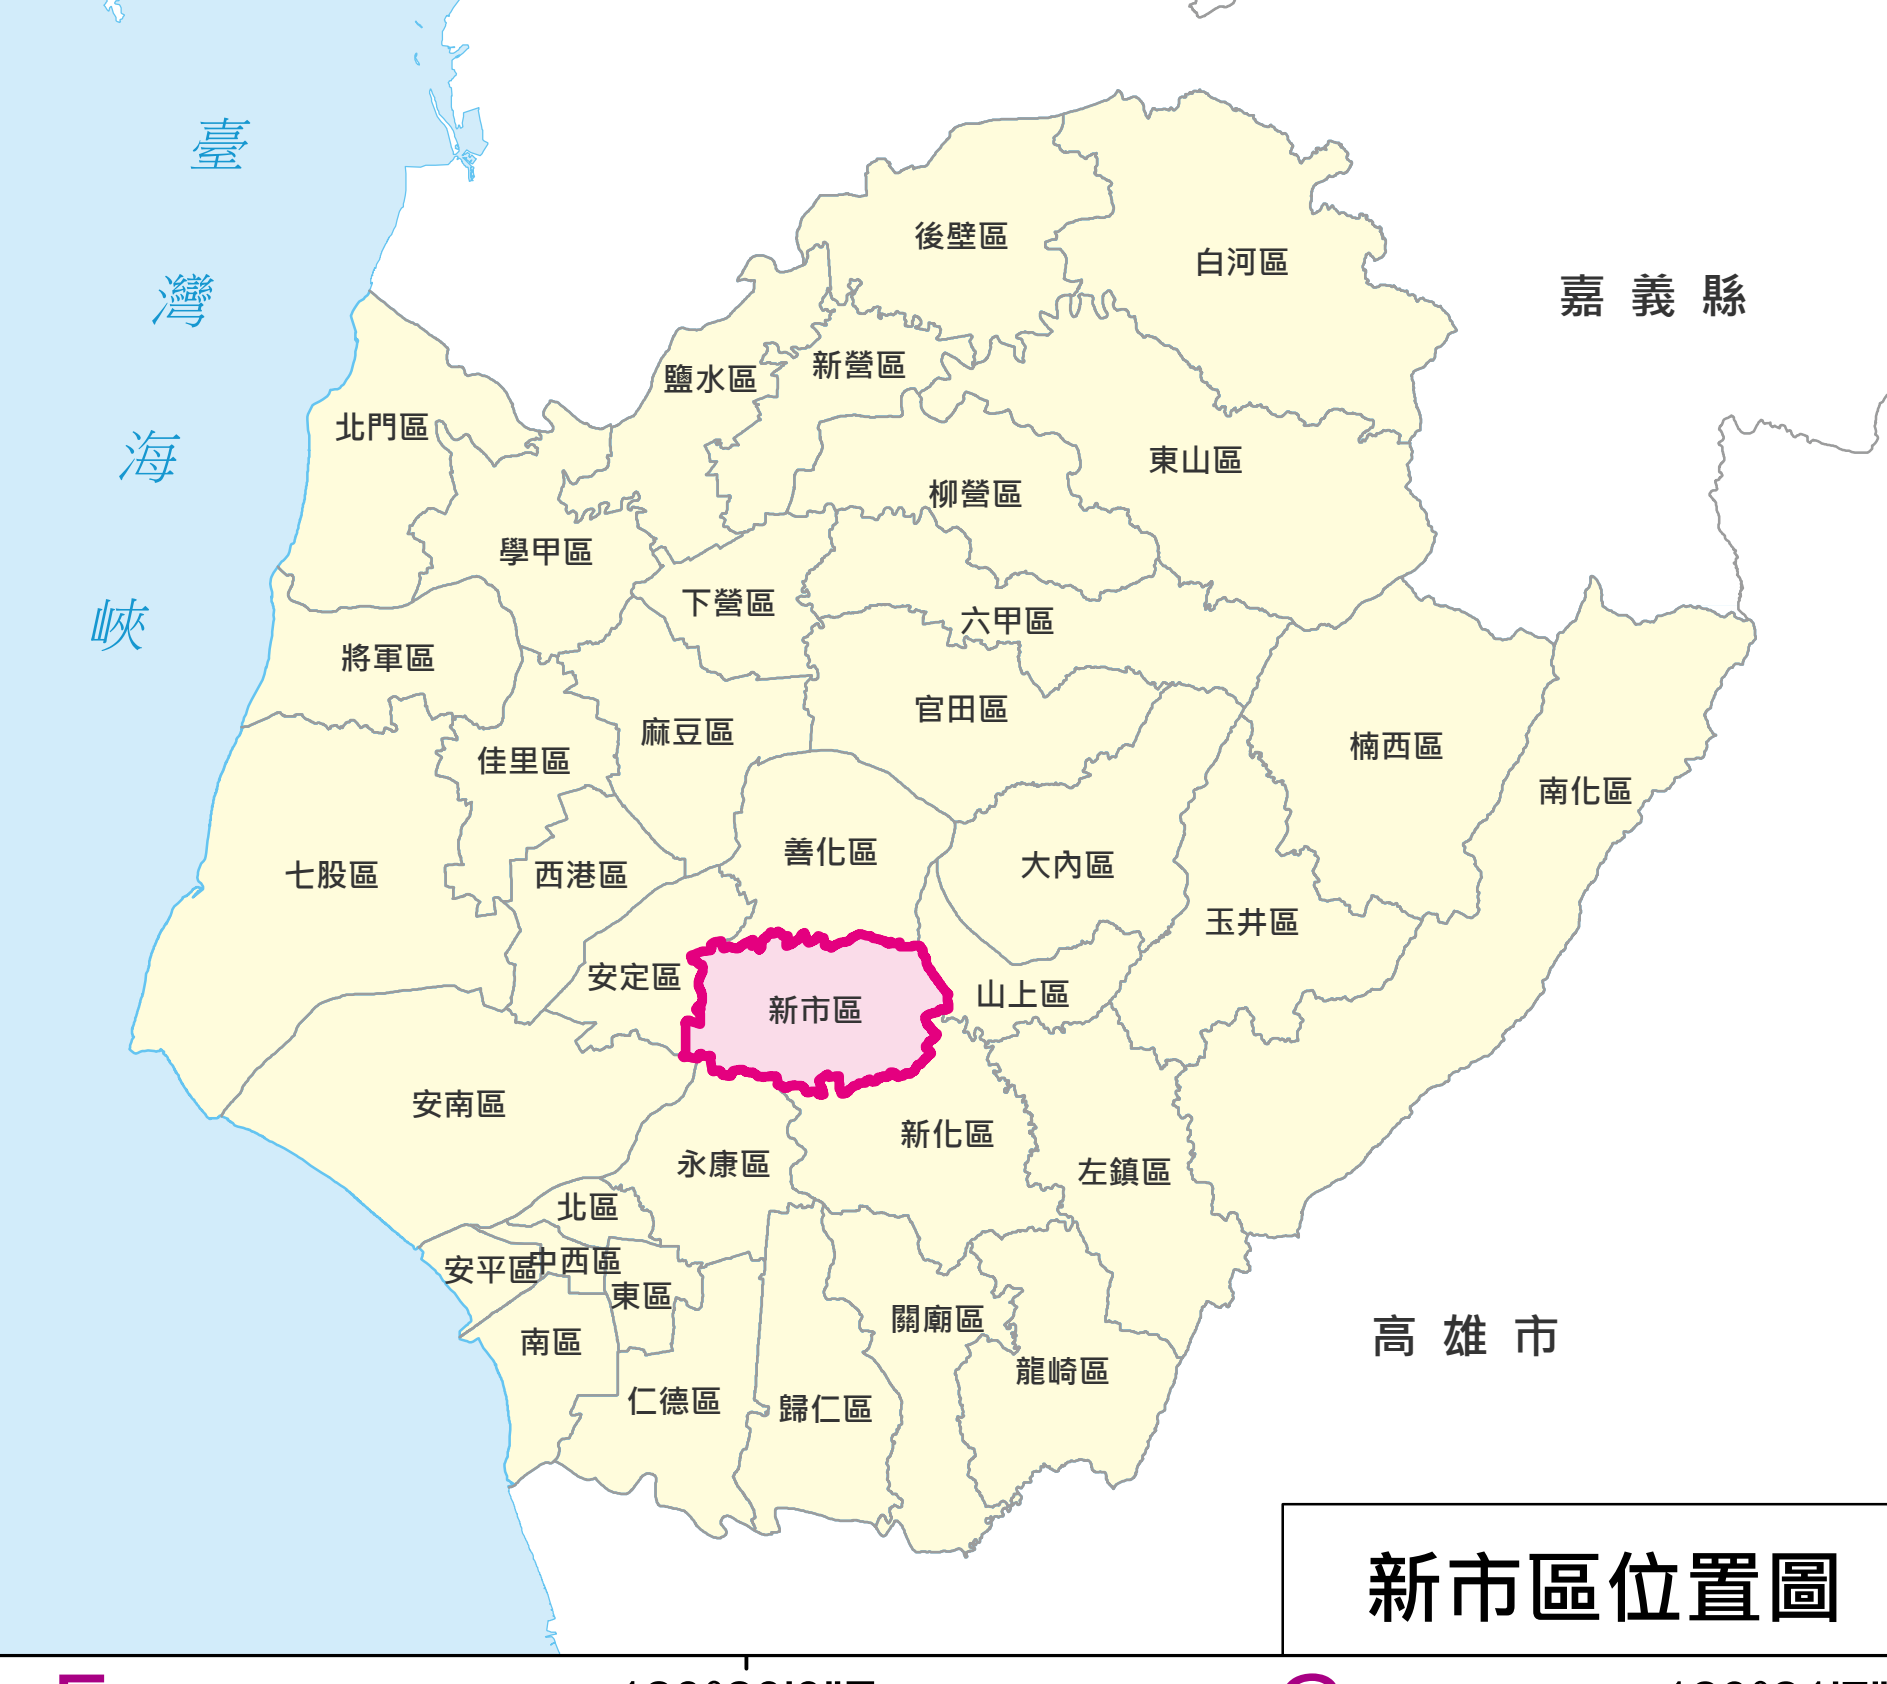 臺灣海峽
後壁區
白河區
嘉義縣
新營區
鹽水區
北門區
東山區
柳營區
學甲區
下營區
六甲區
將軍區
官田區
麻豆區
楠西區
佳里區
南化區
善化區
大內區
七股區
西港區
玉井區
安定區
山上區
新市區
安南區
新化區
永康區
左鎮區
北區
中西區
安平區
東區
關廟區
高雄市
南區
龍崎區
仁德區
歸仁區
新市區位置圖